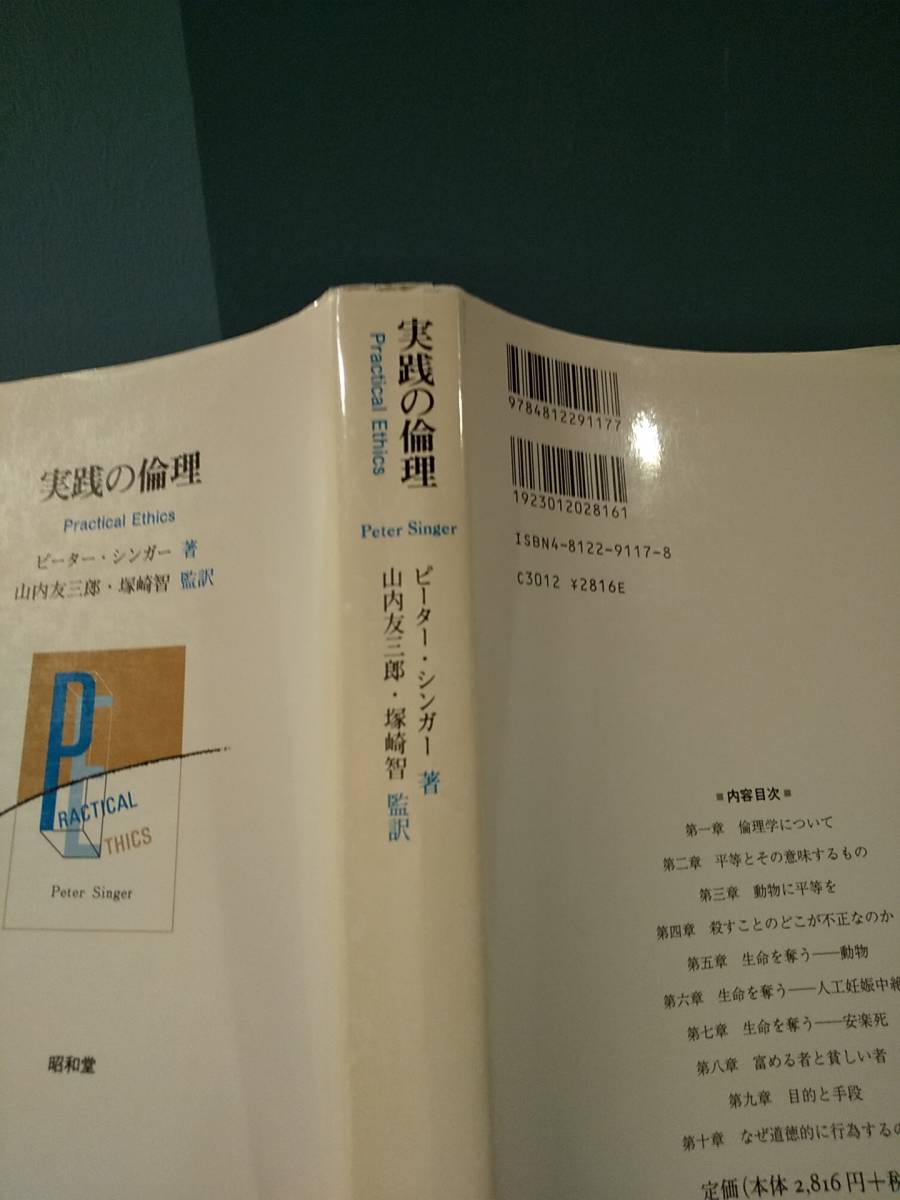 実践の倫理
Practical Ethics
ピーター・シンガー 著
山内友三郎・塚崎智 監訳
PE
PRACTICAL
ETHICS
Peter Singer
昭和堂
実践の倫理
Practical Ethics
Peter Singer
ピーター・シンガー 著
山内友三郎・塚崎智 監訳
9784812291177
1923012028161
ISBN4-8122-9117-8
C3012 ¥2816E
■内容目次■
第一章 倫理学について
第二章 平等とその意味するもの
第三章 動物に平等を
第四章 殺すことのどこが不正なのか
第五章 生命を奪う──動物
第六章 生命を奪う──人工妊娠中絶
第七章 生命を奪う──安楽死
第八章 富める者と貧しい者
第九章 目的と手段
第十章 なぜ道徳的に行為するの
定価(本体2,816円+税